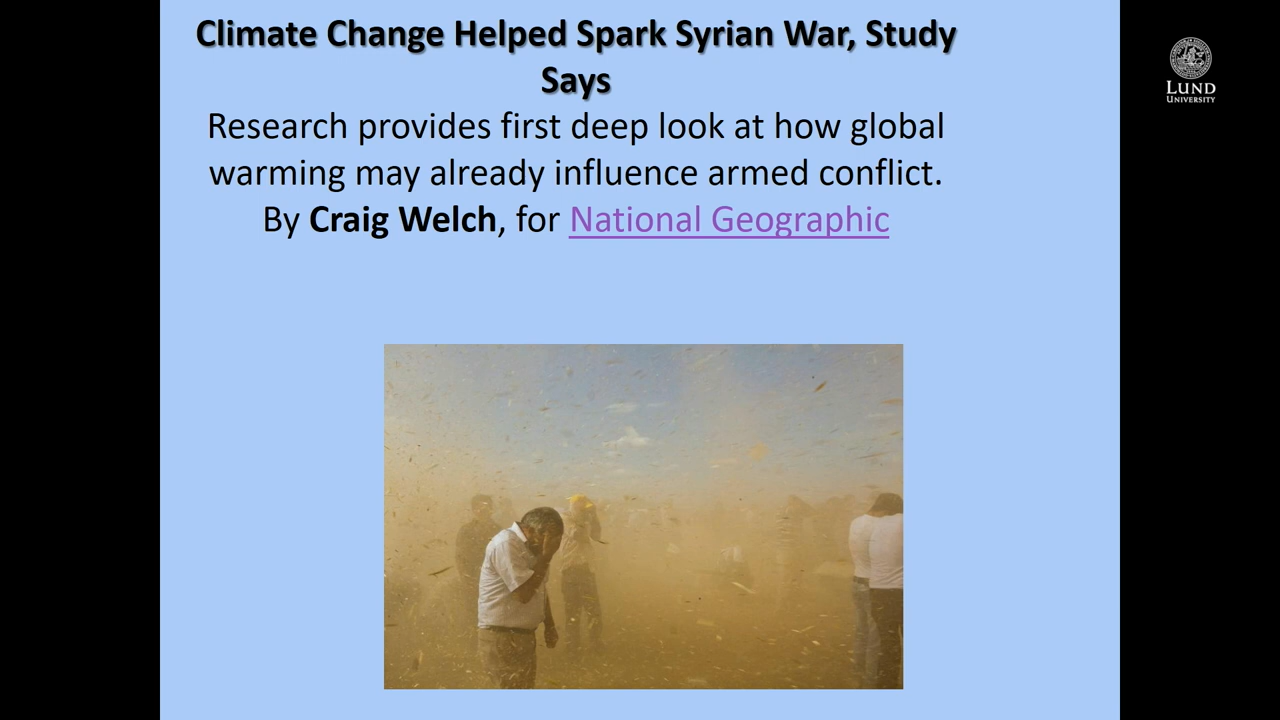 Climate Change Helped Spark Syrian War, Study
Says
Research provides first deep look at how global
warming may already influence armed conflict.
By Craig Welch, for National Geographic
LUND
UNIVERSITY